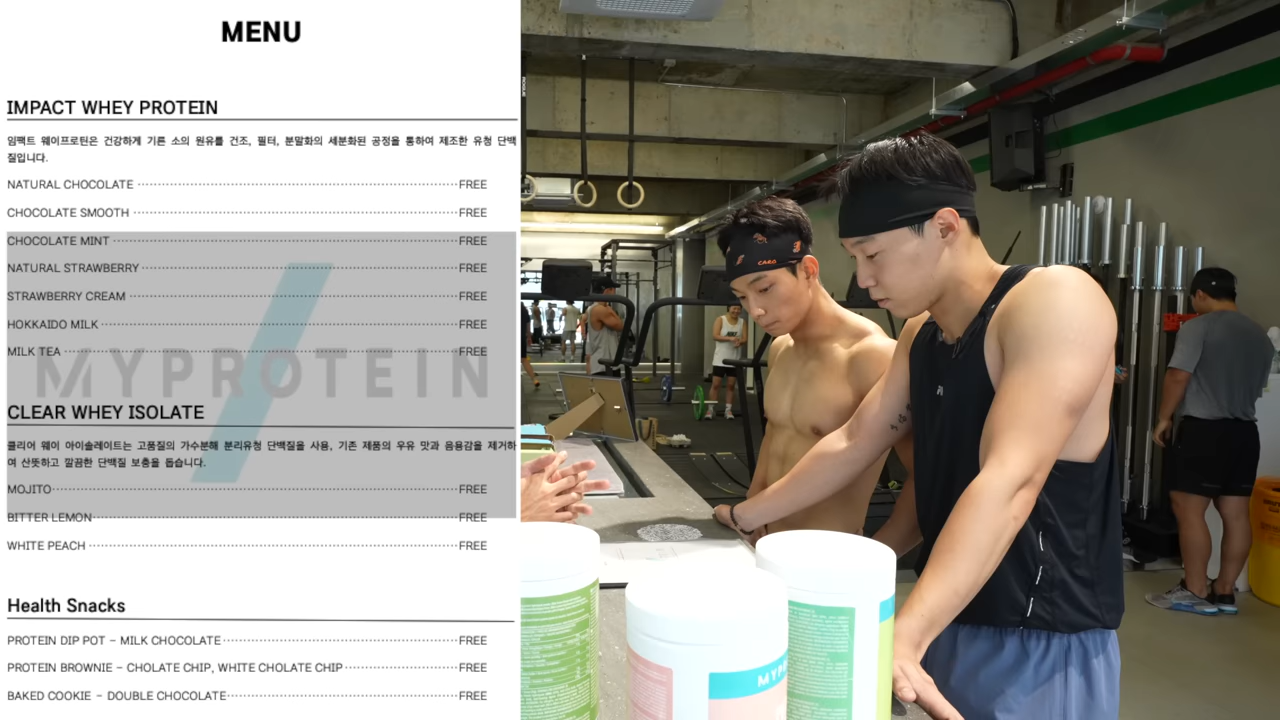 MENU
IMPACT WHEY PROTEIN
임팩트 웨이프로틴은 건강하게 기른 소의 원유를 건조, 필터, 분말화의 세분화된 공정을 통하여 제조한 유청 단백
질입니다.
NATURAL CHOCOLATE FREE
CHOCOLATE SMOOTH FREE
CHOCOLATE MINT FREE
NATURAL STRAWBERRY FREE
STRAWBERRY CREAM FREE
HOKKAIDO MILK FREE
MILK TEA FREE
MYPROTEIN
CLEAR WHEY ISOLATE
클리어 웨이 아이솔레이트는 고품질의 가수분해 분리유청 단백질을 사용, 기존 제품의 우유 맛과 음용감을 제거하
여 산뜻하고 깔끔한 단백질 보충을 돕습니다.
MOJITO FREE
BITTER LEMON FREE
WHITE PEACH FREE
Health Snacks
PROTEIN DIP POT - MILK CHOCOLATE FREE
PROTEIN BROWNIE - CHOLATE CHIP, WHITE CHOLATE CHIP FREE
BAKED COOKIE - DOUBLE CHOCOLATE FREE